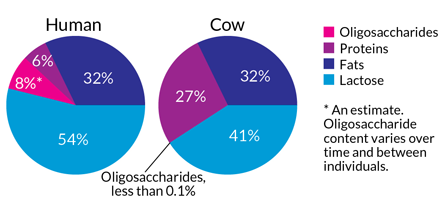 Human
Cow
6%
32%
8%*
54%
32%
27%
41%
Oligosaccharides,
less than 0.1%
Oligosaccharides
Proteins
Fats
Lactose
* An estimate.
Oligosaccharide
content varies over
time and between
individuals.